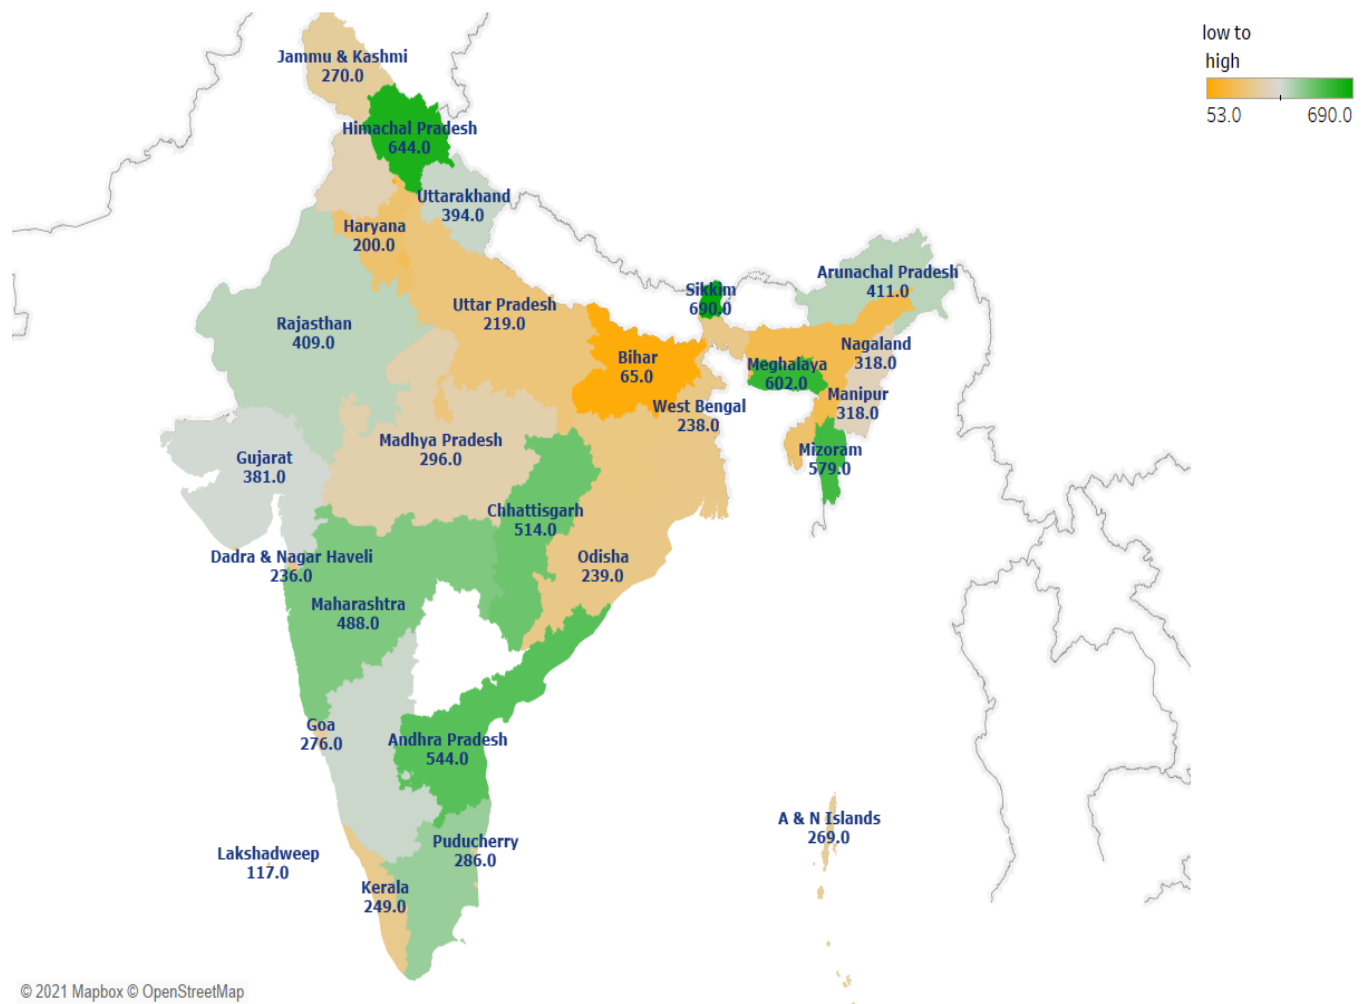 low to
high
53.0
690.0
Jammu & Kashmi
270.0
Himachal Pradesh
644.0
Uttarakhand
394.0
Haryana
200.0
Arunachal Pradesh
411.0
Sikkim
690.0
Uttar Pradesh
219.0
Rajasthan
409.0
Nagaland
318.0
Bihar
65.0
Meghalaya
602.0
Manipur
318.0
West Bengal
238.0
Madhya Pradesh
296.0
Mizoram
579.0
Gujarat
381.0
Chhattisgarh
514.0
Dadra & Nagar Haveli
236.0
Odisha
239.0
Maharashtra
488.0
Goa
276.0
Andhra Pradesh
544.0
A & N Islands
269.0
Puducherry
286.0
Lakshadweep
117.0
Kerala
249.0
© 2021 Mapbox © OpenStreetMap